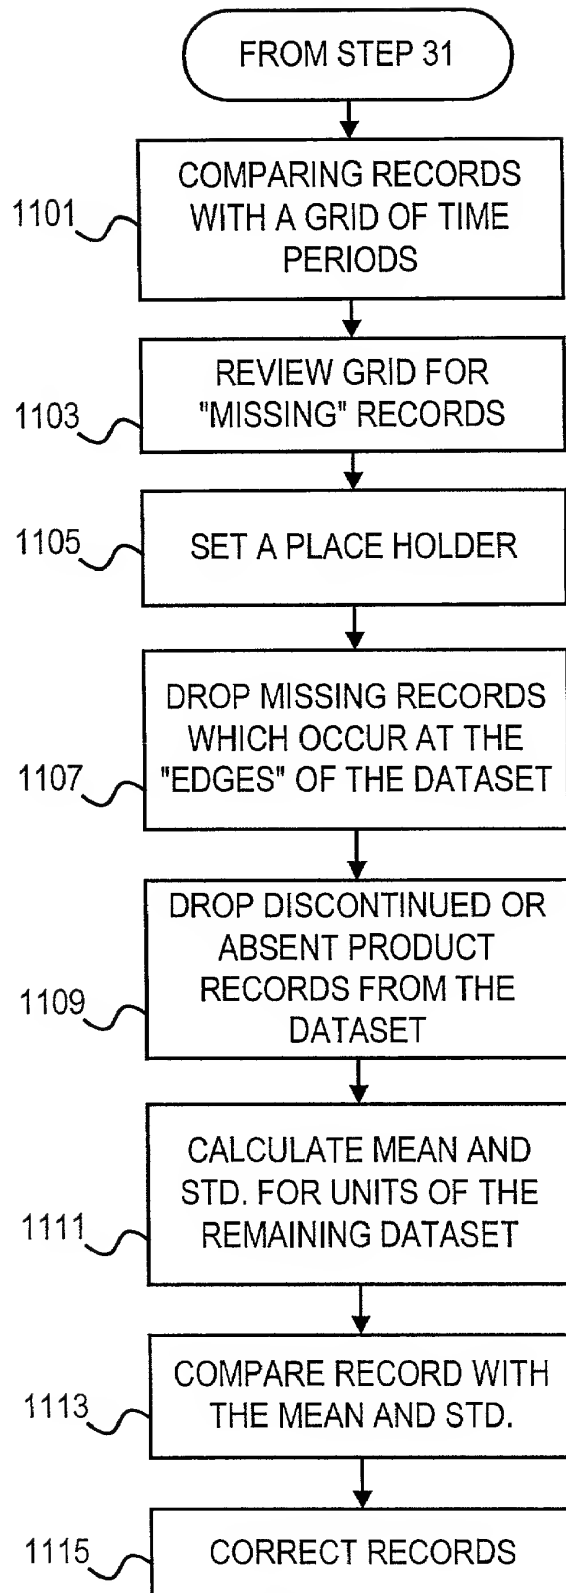 FROM STEP 31
1101
COMPARING RECORDS
WITH A GRID OF TIME
PERIODS
1103
REVIEW GRID FOR
"MISSING" RECORDS
1105
SET A PLACE HOLDER
1107
DROP MISSING RECORDS
WHICH OCCUR AT THE
"EDGES" OF THE DATASET
1109
DROP DISCONTINUED OR
ABSENT PRODUCT
RECORDS FROM THE
DATASET
1111
CALCULATE MEAN AND
STD. FOR UNITS OF THE
REMAINING DATASET
1113
COMPARE RECORD WITH
THE MEAN AND STD.
1115
CORRECT RECORDS